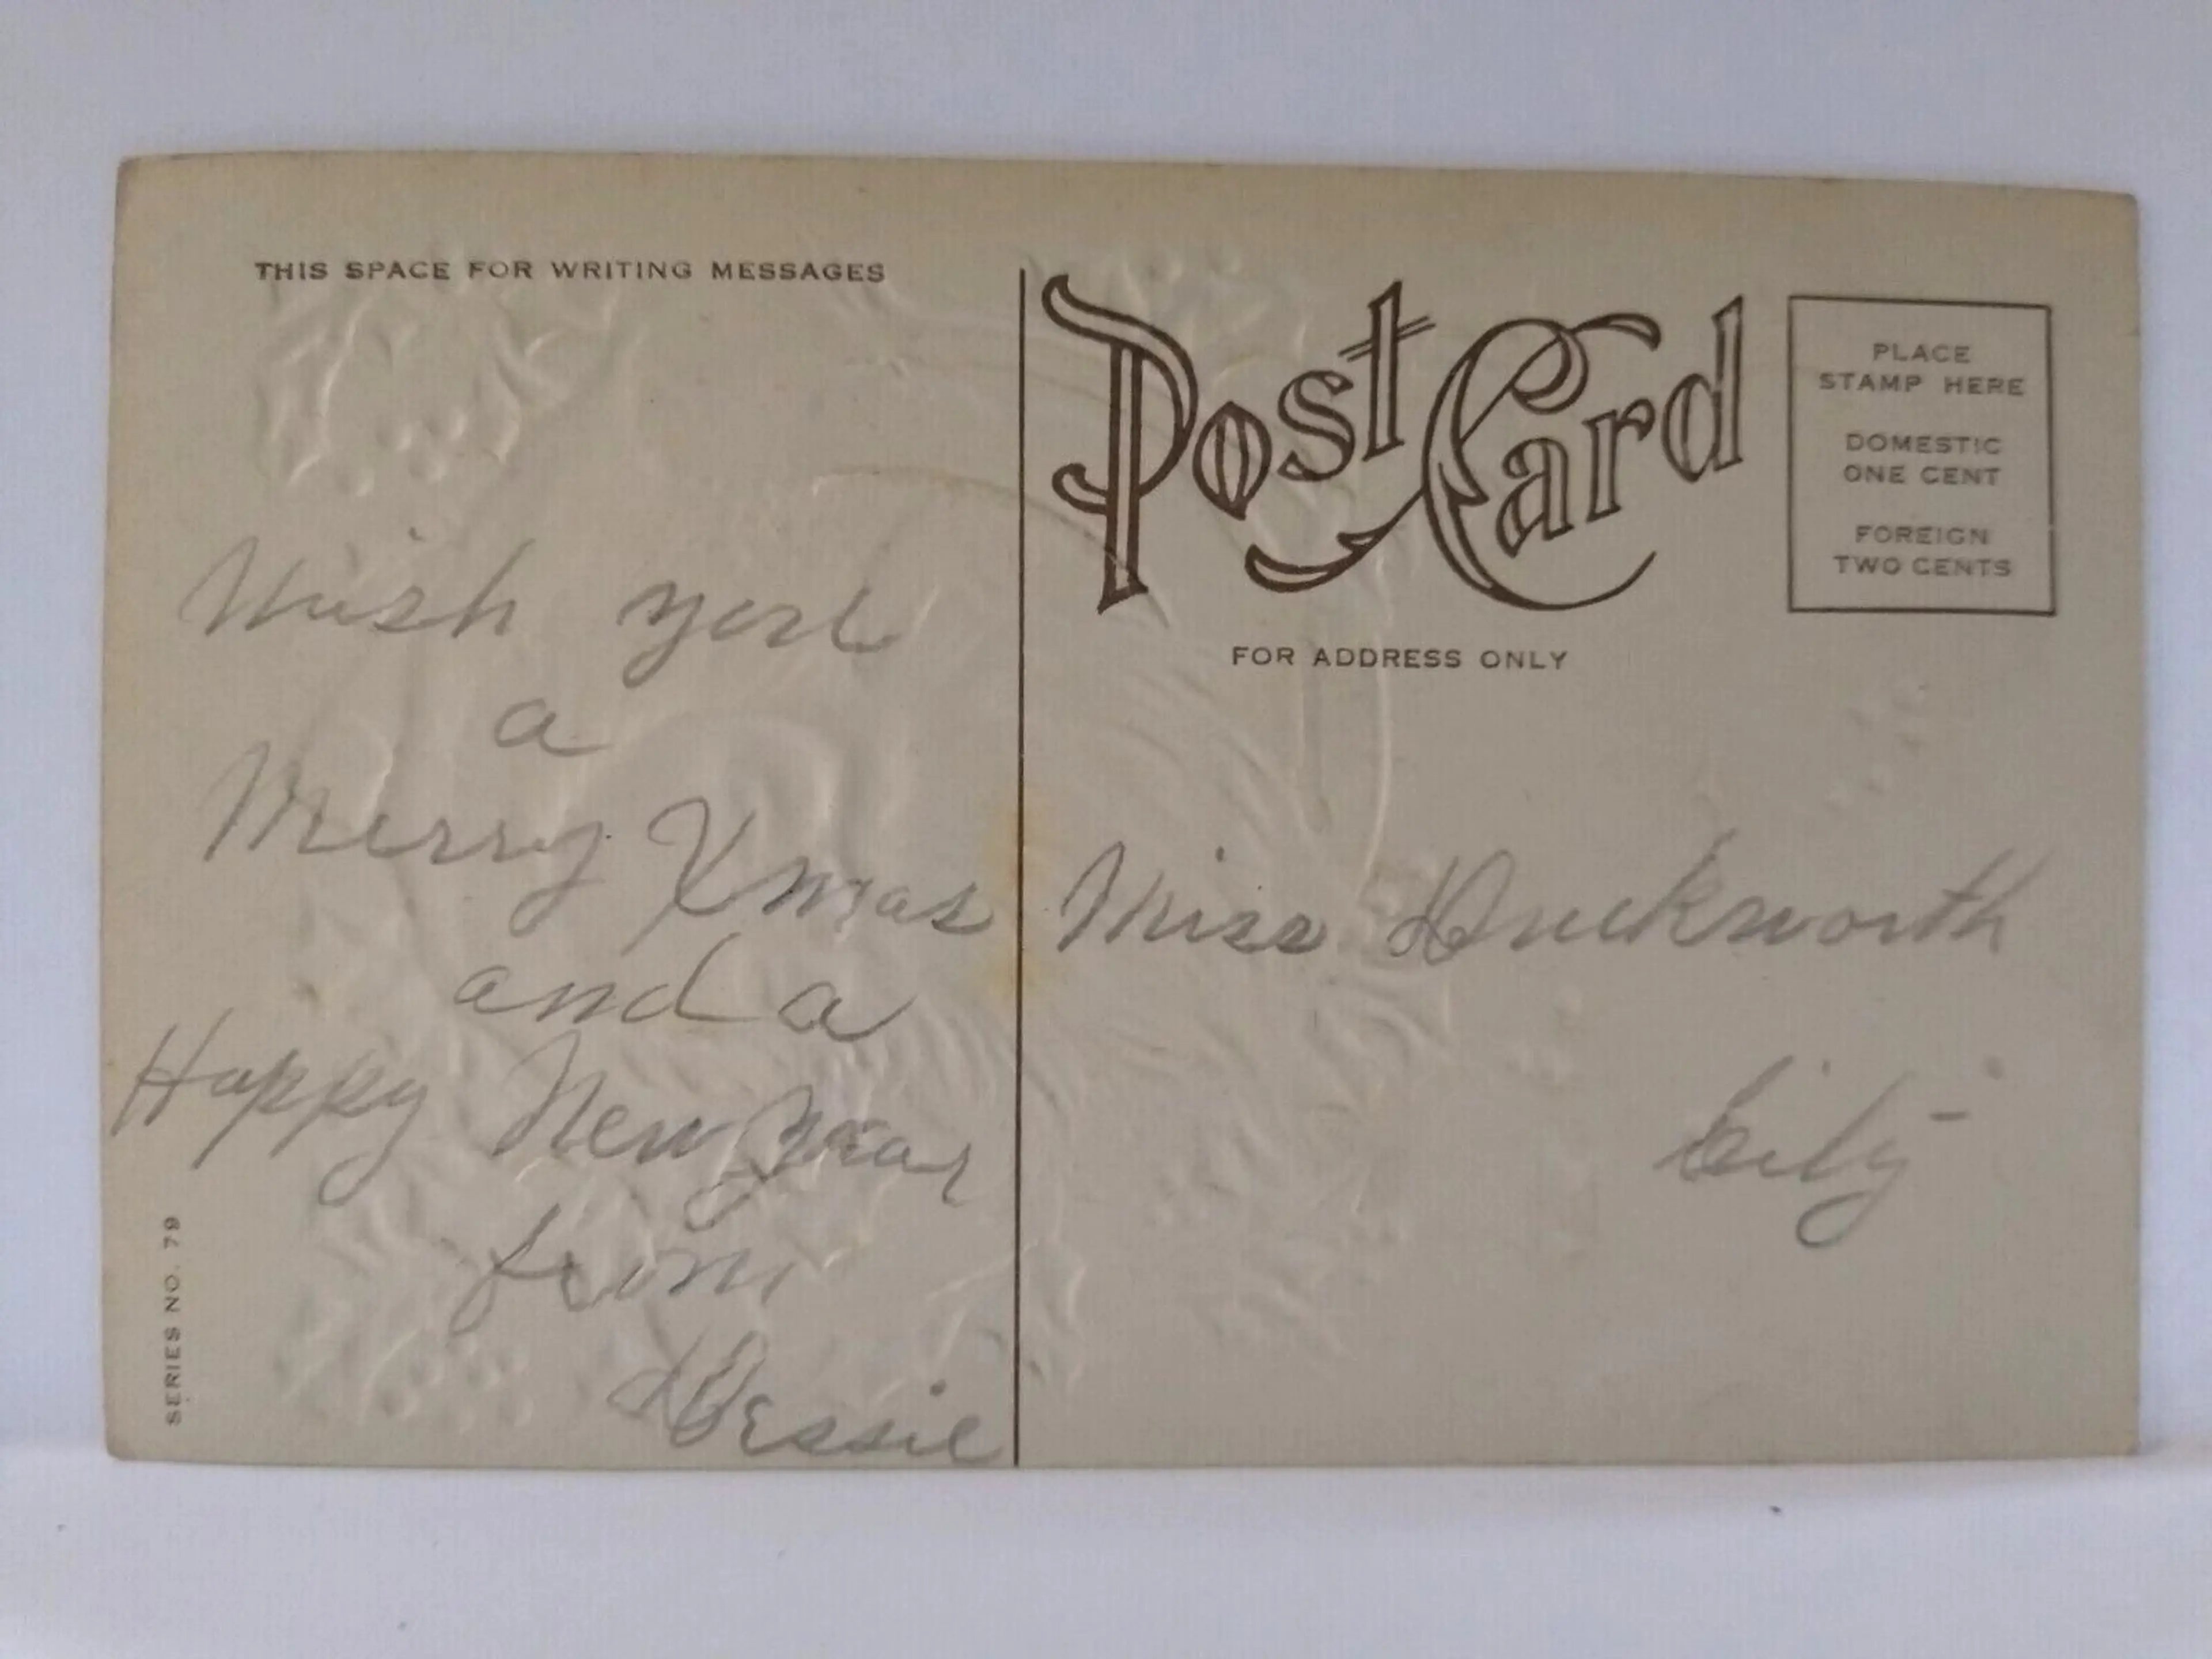 THIS SPACE FOR WRITING MESSAGES
Wish you
a
Merry Xmas
and a
Happy New Year
from
Bessie
SERIES NO. 79
Post Card
FOR ADDRESS ONLY
PLACE
STAMP HERE
DOMESTIC
ONE CENT
FOREIGN
TWO CENTS
Miss Duckworth
City